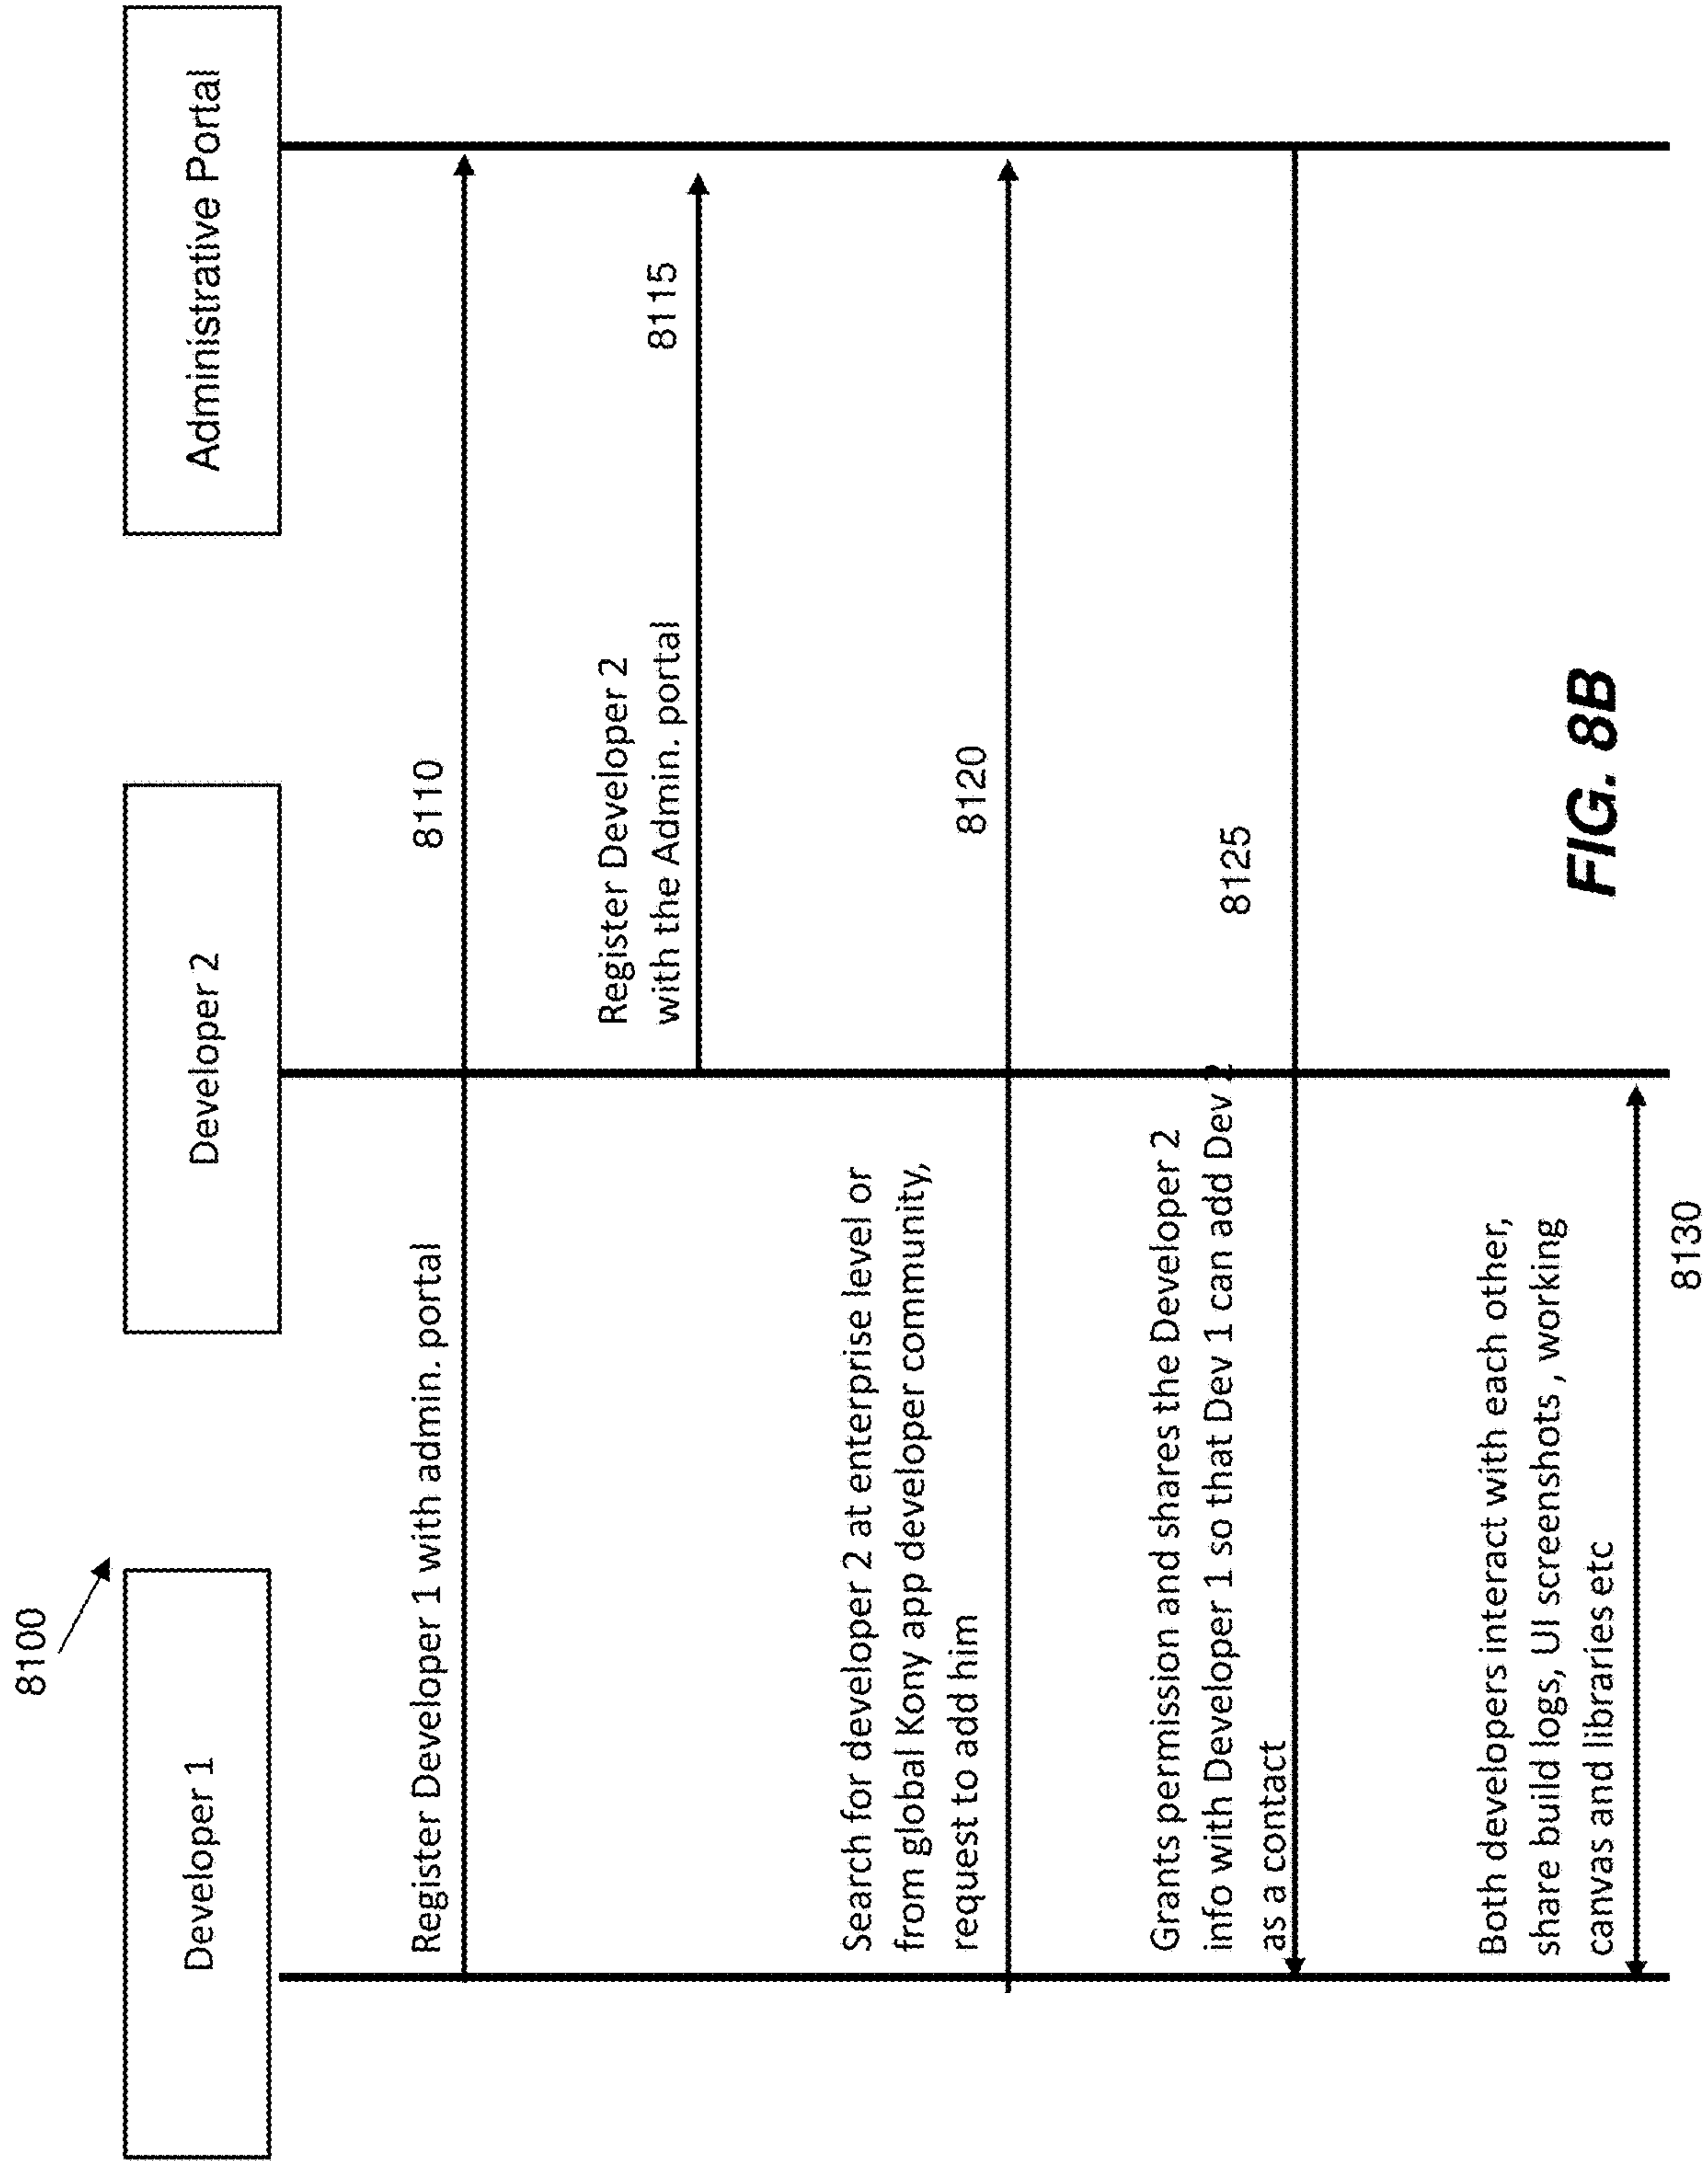 8100
Developer 1
Developer 2
Administrative Portal
Register Developer 1 with admin. portal
8110
Register Developer 2
with the Admin. portal
8115
Search for devloper 2 at enterprise level or
from global Kony app developer community,
request to add him
8120
Grants permission and shares the Developer 2
info with Developer 1 so that Dev 1 can add Dev 2
as a contact
8125
Both developers interact with each other,
share build logs, UI screenshots , working
canvas and libraries etc
8130
FIG. 8B